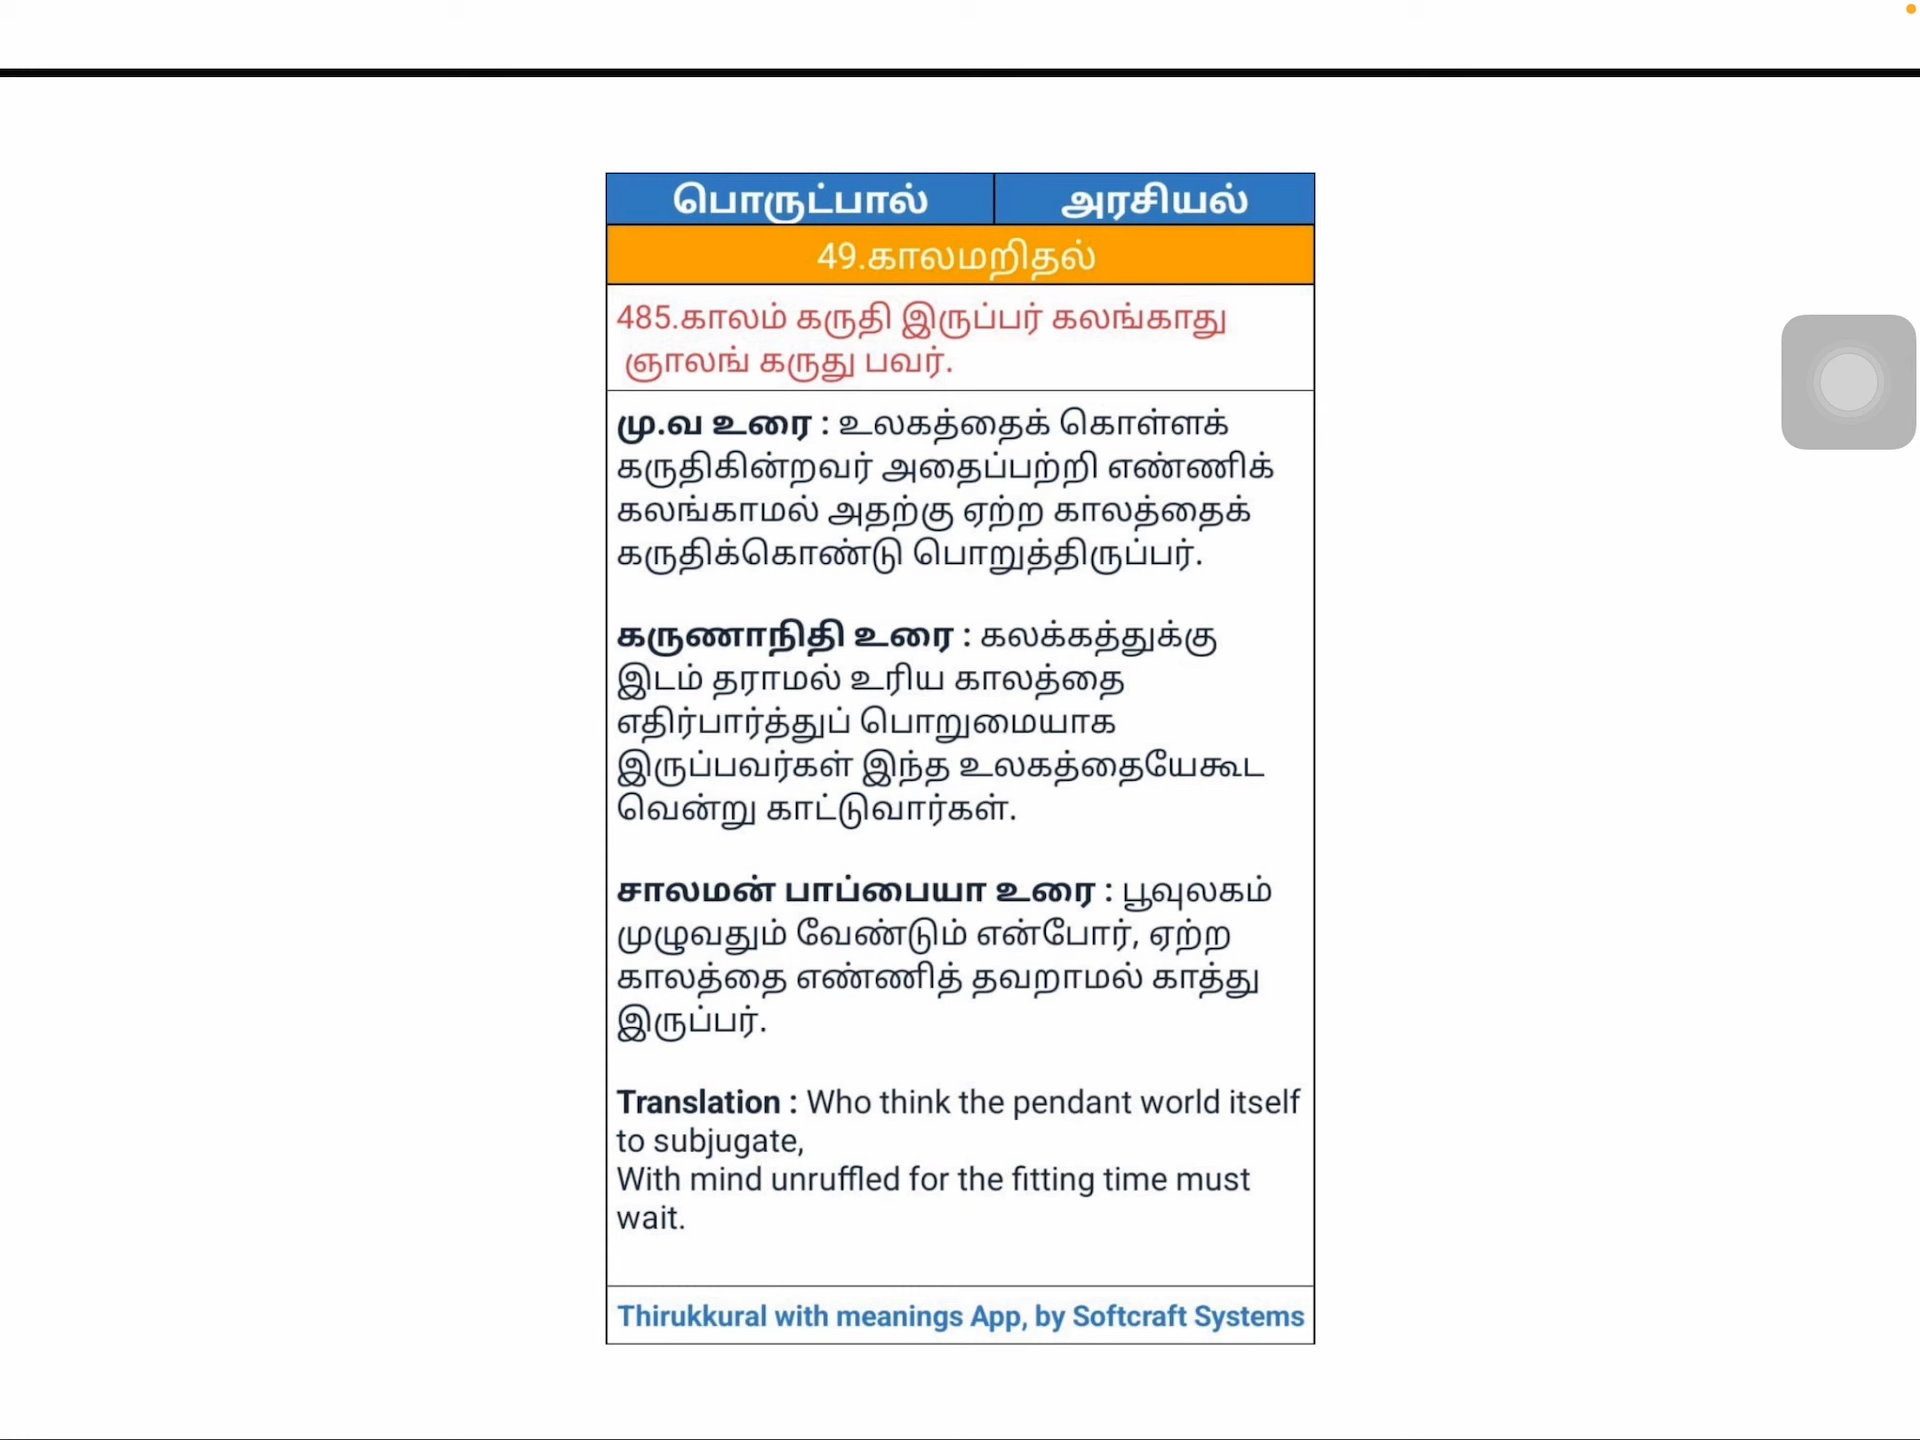 பொருட்பால் அரசியல்
49.காலமறிதல்
485.காலம் கருதி இருப்பர் கலங்காது
ஞாலங் கருது பவர்.
மு.வ உரை : உலகத்தைக் கொள்ளக்
கருதிகின்றவர் அதைப்பற்றி எண்ணிக்
கலங்காமல் அதற்கு ஏற்ற காலத்தைக்
கருதிக்கொண்டு பொறுத்திருப்பர்.
கருணாநிதி உரை : கலக்கத்துக்கு
இடம் தராமல் உரிய காலத்தை
எதிர்பார்த்துப் பொறுமையாக
இருப்பவர்கள் இந்த உலகத்தையேகூட
வென்று காட்டுவார்கள்.
சாலமன் பாப்பையா உரை : பூவுலகம்
முழுவதும் வேண்டும் என்போர், ஏற்ற
காலத்தை எண்ணித் தவறாமல் காத்து
இருப்பர்.
Translation : Who think the pendant world itself
to subjugate,
With mind unruffled for the fitting time must
wait.
Thirukkural with meanings App, by Softcraft Systems